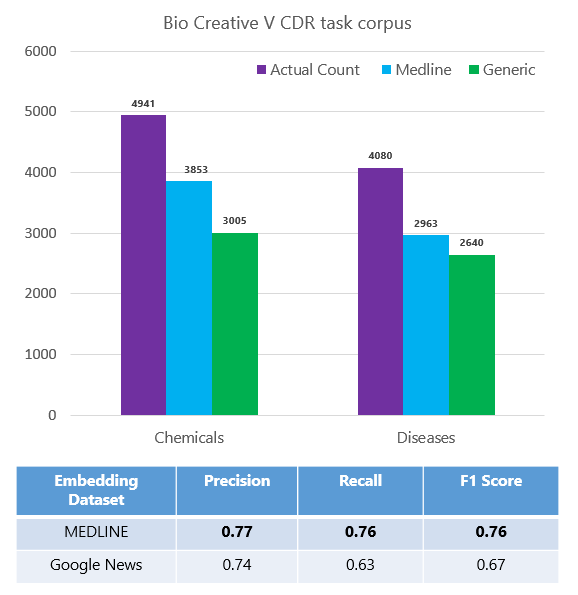 Bio Creative V CDR task corpus
6000
Actual Count Medline Generic
5000
4941
4000
3853
4080
3000
3005
2963
2640
2000
1000
0
Chemicals Diseases
Embedding Dataset Precision Recall F1 Score
MEDLINE 0.77 0.76 0.76
Google News 0.74 0.63 0.67